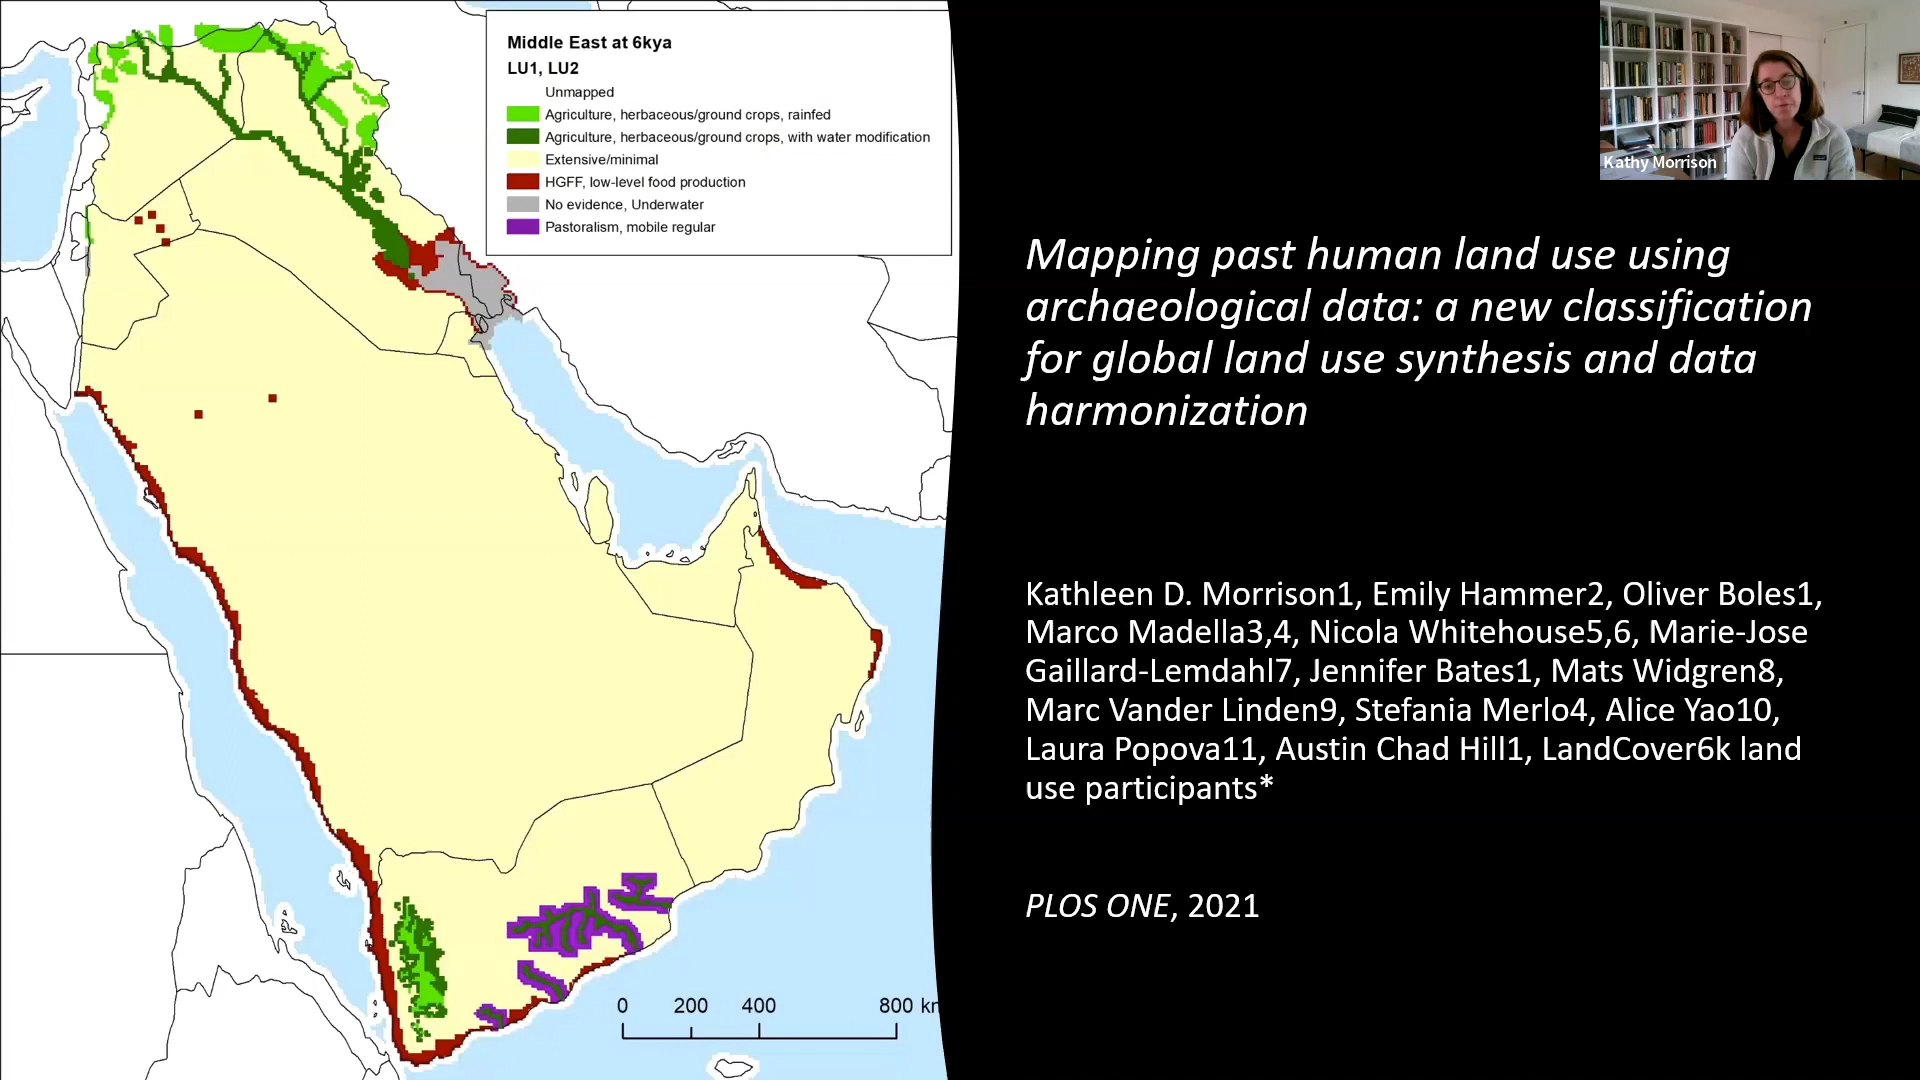 Middle East at 6kya
LU1, LU2
Unmapped
Agriculture, herbaceous/ground crops, rainfed
Agriculture, herbaceous/ground crops, with water modification
Extensive/minimal
HGFF, low-level food production
No evidence, Underwater
Pastoralism, mobile regular
0 200 400 800 km
Kathy Morrison
Mapping past human land use using
archaeological data: a new classification
for global land use synthesis and data
harmonization
Kathleen D. Morrison1, Emily Hammer2, Oliver Boles1,
Marco Madella3,4, Nicola Whitehouse5,6, Marie-Jose
Gaillard-Lemdahl7, Jennifer Bates1, Mats Widgren8,
Marc Vander Linden9, Stefania Merlo4, Alice Yao10,
Laura Popova11, Austin Chad Hill1, LandCover6k land
use participants*
PLOS ONE, 2021